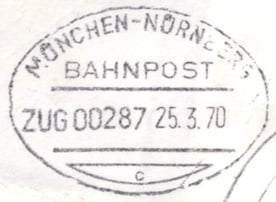 MÜNCHEN-NÜRNBERG
BAHNPOST
ZUG 00287 25.3.70
c